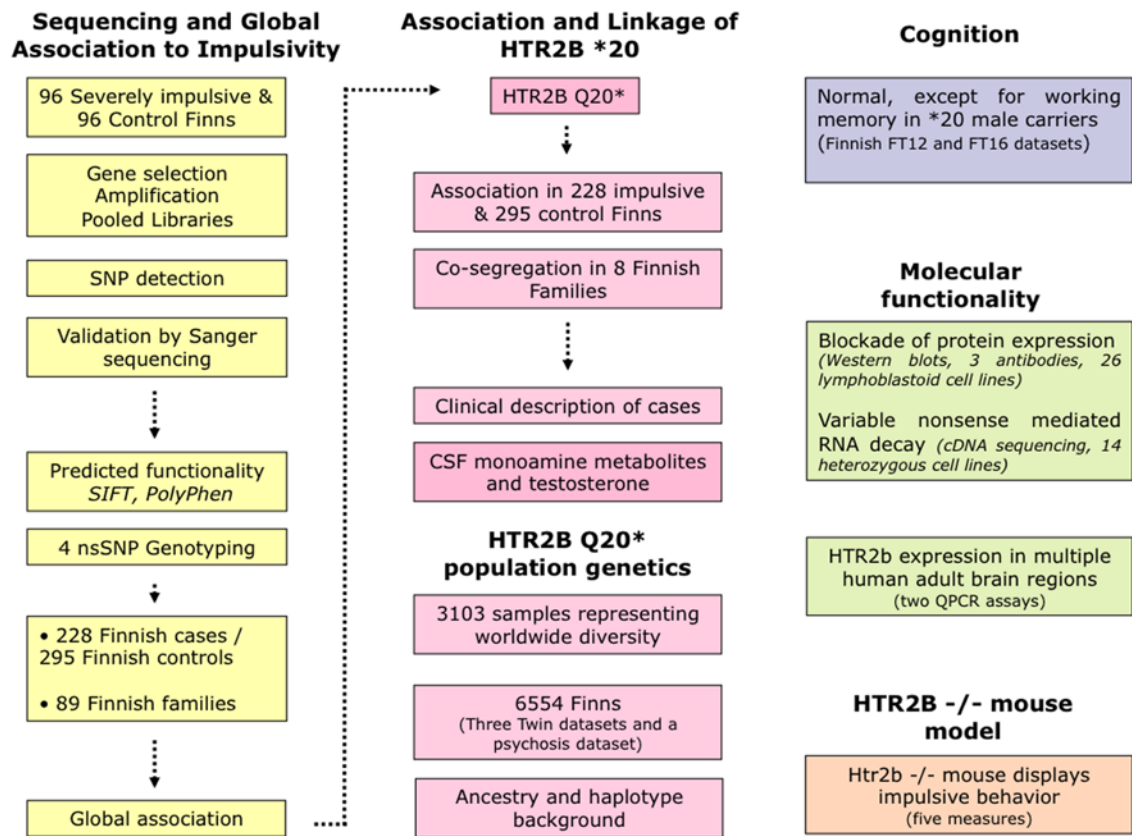 Sequencing and Global
Association to Impulsivity
96 Severely impulsive &
96 Control Finns
Gene selection
Amplification
Pooled Libraries
SNP detection
Validation by Sanger
sequencing
Predicted functionality
SIFT, PolyPhen
4 nsSNP Genotyping
• 228 Finnish cases /
295 Finnish controls
• 89 Finnish families
Global association
Association and Linkage of
HTR2B *20
HTR2B Q20*
Association in 228 impulsive
& 295 control Finns
Co-segregation in 8 Finnish
Families
Clinical description of cases
CSF monoamine metabolites
and testosterone
HTR2B Q20*
population genetics
3103 samples representing
worldwide diversity
6554 Finns
(Three Twin datasets and a
psychosis dataset)
Ancestry and haplotype
background
Cognition
Normal, except for working
memory in *20 male carriers
(Finnish FT12 and FT16 datasets)
Molecular
functionality
Blockade of protein expression
(Western blots, 3 antibodies, 26
lymphoblastoid cell lines)
Variable nonsense mediated
RNA decay (cDNA sequencing, 14
heterozygous cell lines)
HTR2b expression in multiple
human adult brain regions
(two QPCR assays)
HTR2B -/- mouse
model
Htr2b -/- mouse displays
impulsive behavior
(five measures)